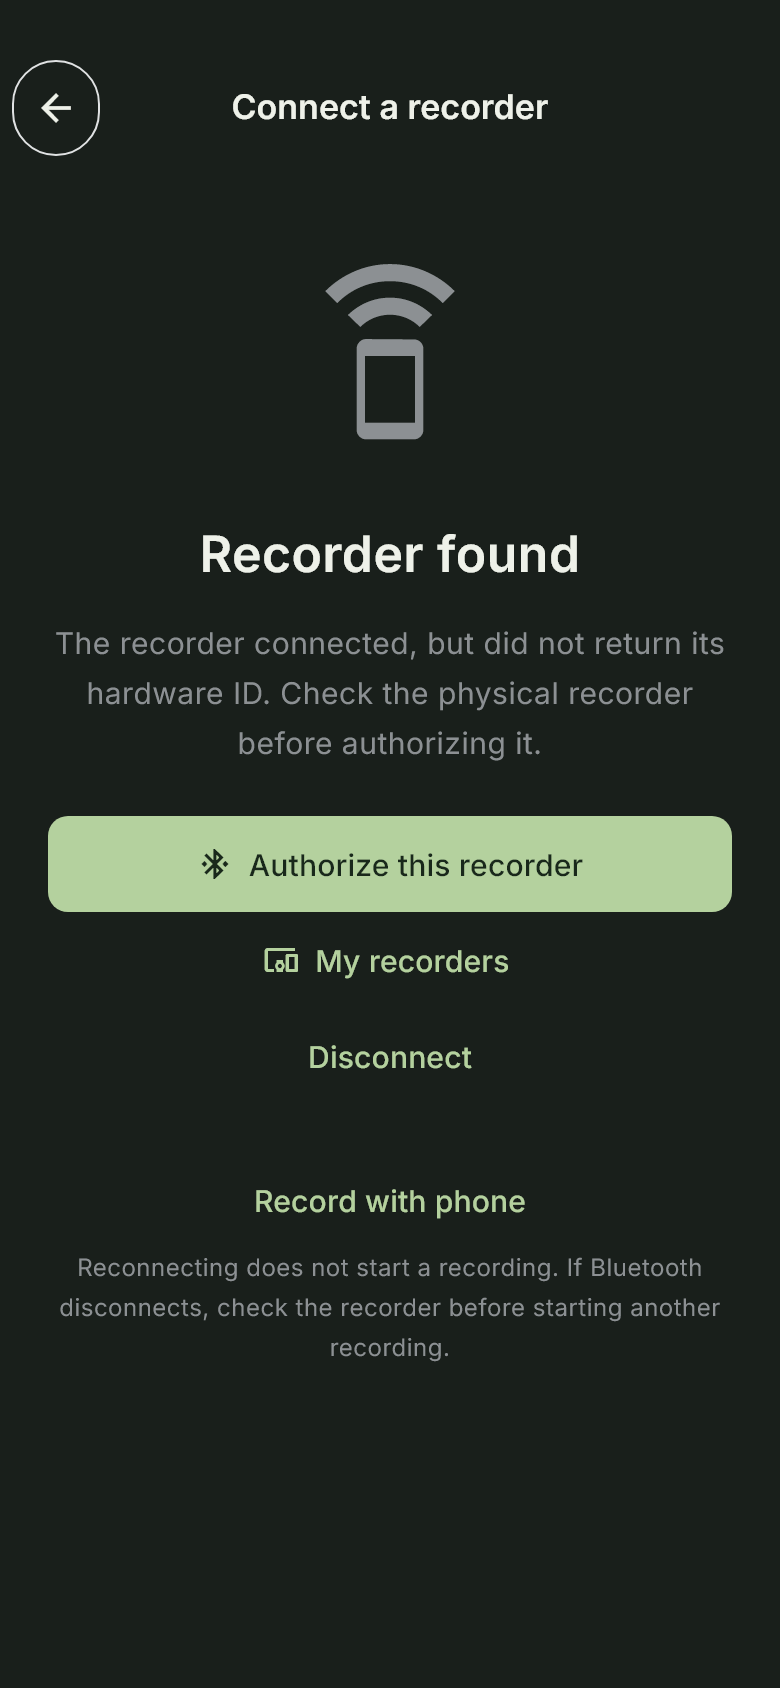 Connect a recorder
Recorder found
The recorder connected, but did not return its
hardware ID. Check the physical recorder
before authorizing it.
Authorize this recorder
My recorders
Disconnect
Record with phone
Reconnecting does not start a recording. If Bluetooth
disconnects, check the recorder before starting another
recording.